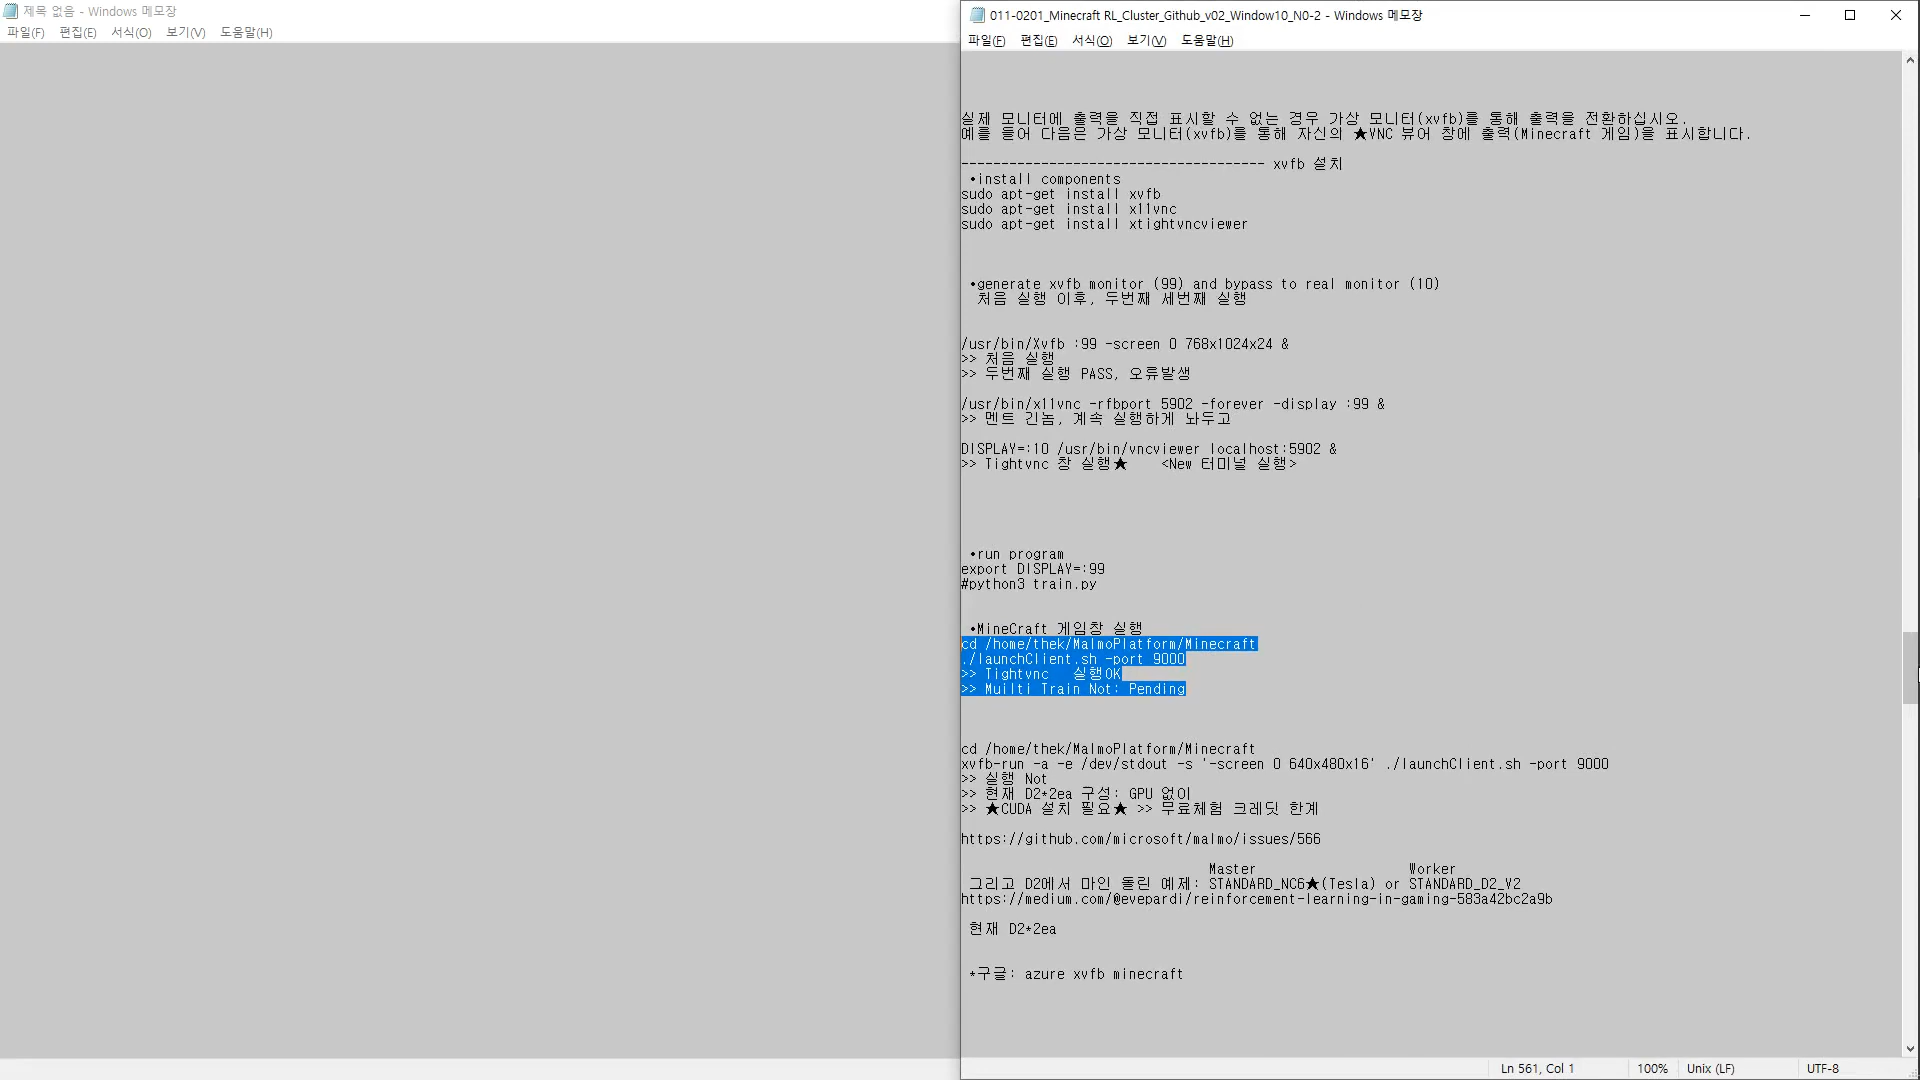 제목 없음 - Windows 메모장
파일(F) 편집(E) 서식(O) 보기(V) 도움말(H)
011-0201_Minecraft RL_Cluster_Github_v02_Window10_N0-2 - Windows 메모장
파일(F) 편집(E) 서식(O) 보기(V) 도움말(H)
실제 모니터에 출력을 직접 표시할 수 없는 경우 가상 모니터(xvfb)를 통해 출력을 전환하십시오.
예를 들어 다음은 가상 모니터(xvfb)를 통해 자신의 ★VNC 뷰어 창에 출력(Minecraft 게임)을 표시합니다.
-------------------------------------- xvfb 설치
•install components
sudo apt-get install xvfb
sudo apt-get install x11vnc
sudo apt-get install xtightvncviewer
•generate xvfb monitor (99) and bypass to real monitor (10)
처음 실행 이후, 두번째 세번째 실행
/usr/bin/Xvfb :99 -screen 0 768x1024x24 &
>> 처음 실행
>> 두번째 실행 PASS, 오류발생
/usr/bin/x11vnc -rfbport 5902 -forever -display :99 &
>> 멘트 긴놈, 계속 실행하게 놔두고
DISPLAY=:10 /usr/bin/vncviewer localhost:5902 &
>> Tightvnc 창 실행★ <New 터미널 실행>
•run program
export DISPLAY=:99
#python3 train.py
•MineCraft 게임창 실행
cd /home/thek/MalmoPlatform/Minecraft
./launchClient.sh -port 9000
>> Tightvnc 실행OK
>> Muilti Train Not: Pending
cd /home/thek/MalmoPlatform/Minecraft
xvfb-run -a -e /dev/stdout -s '-screen 0 640x480x16' ./launchClient.sh -port 9000
>> 실행 Not
>> 현재 D2*2ea 구성: GPU 없이
>> ★CUDA 설치 필요★ >> 무료체험 크레딧 한계
https://github.com/microsoft/malmo/issues/566
Master Worker
그리고 D2에서 마인 돌린 예제: STANDARD_NC6★(Tesla) or STANDARD_D2_V2
https://medium.com/@evepardi/reinforcement-learning-in-gaming-583a42bc2a9b
현재 D2*2ea
*구글: azure xvfb minecraft
Ln 561, Col 1 100% Unix (LF) UTF-8